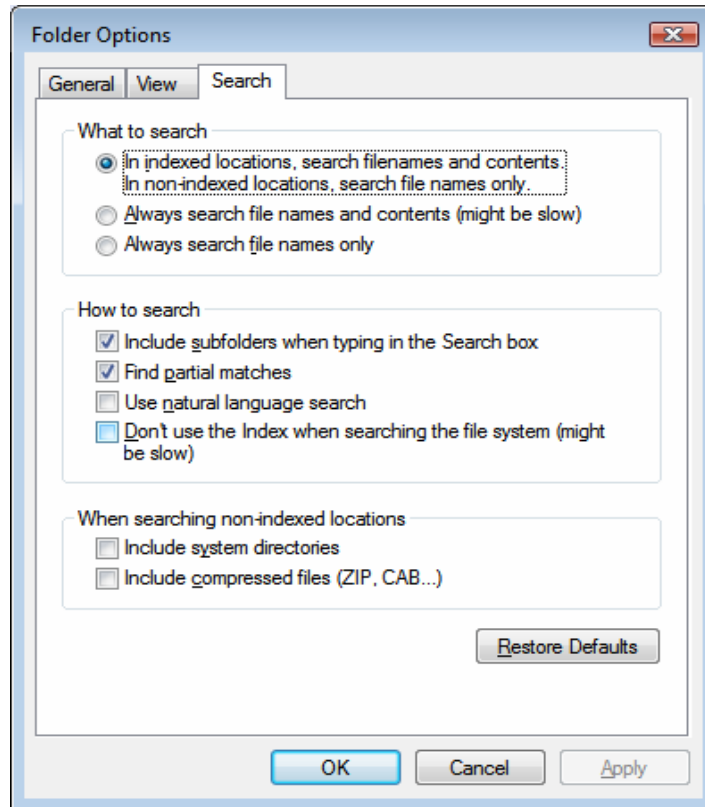 Folder Options
General View Search
What to search
In indexed locations, search filenames and contents.
In non-indexed locations, search file names only.
Always search file names and contents (might be slow)
Always search file names only
How to search
Include subfolders when typing in the Search box
Find partial matches
Use natural language search
Don't use the Index when searching the file system (might
be slow)
When searching non-indexed locations
Include system directories
Include compressed files (ZIP, CAB...)
Restore Defaults
OK Cancel Apply